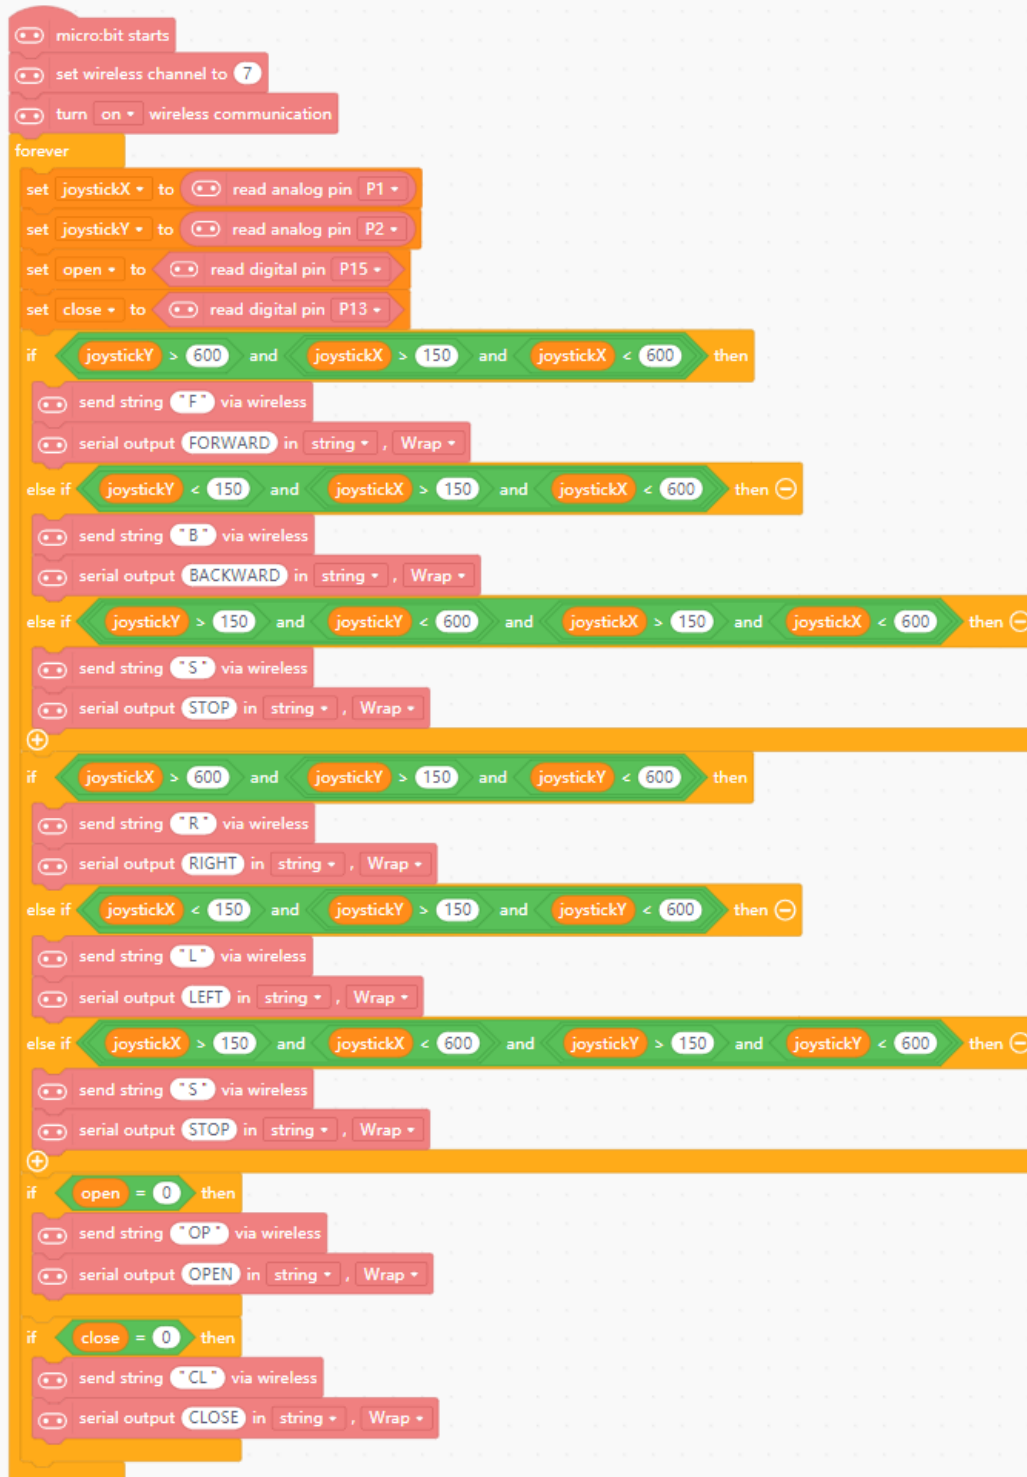 micro:bit starts
set wireless channel to 7
turn on wireless communication
forever
set joystickX to read analog pin P1
set joystickY to read analog pin P2
set open to read digital pin P15
set close to read digital pin P13
if joystickY > 600 and joystickX > 150 and joystickX < 600 then
send string "F" via wireless
serial output FORWARD in string , Wrap
else if joystickY < 150 and joystickX > 150 and joystickX < 600 then
send string "B" via wireless
serial output BACKWARD in string , Wrap
else if joystickY > 150 and joystickY < 600 and joystickX > 150 and joystickX < 600 then
send string "S" via wireless
serial output STOP in string , Wrap
if joystickX > 600 and joystickY > 150 and joystickY < 600 then
send string "R" via wireless
serial output RIGHT in string , Wrap
else if joystickX < 150 and joystickY > 150 and joystickY < 600 then
send string "L" via wireless
serial output LEFT in string , Wrap
else if joystickX > 150 and joystickX < 600 and joystickY > 150 and joystickY < 600 then
send string "S" via wireless
serial output STOP in string , Wrap
if open = 0 then
send string "OP" via wireless
serial output OPEN in string , Wrap
if close = 0 then
send string "CL" via wireless
serial output CLOSE in string , Wrap